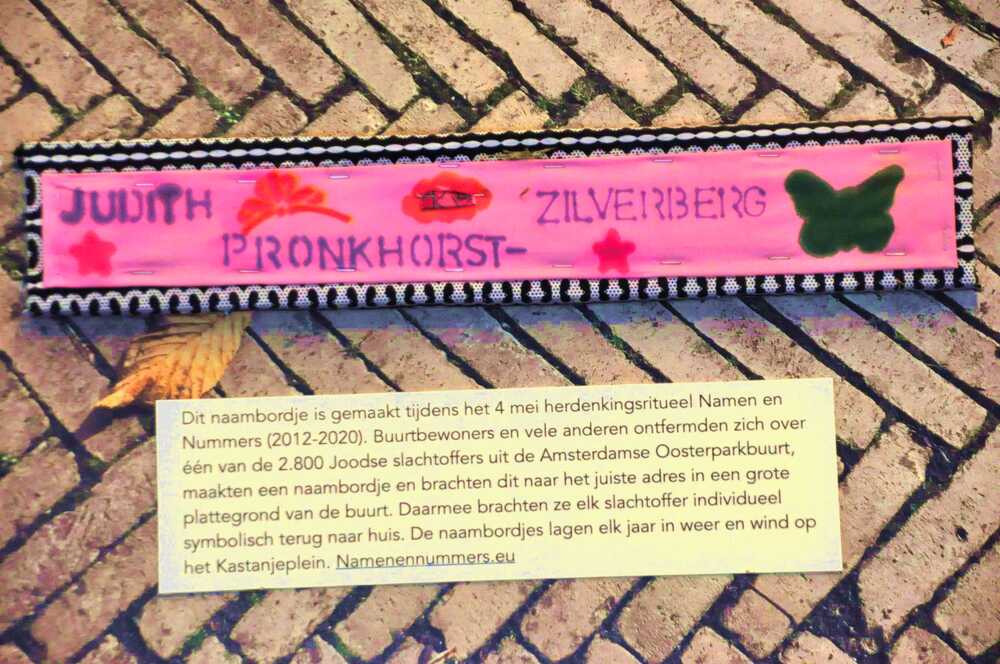 JUDITH ZILVERBERG
PRONKHORST-
Dit naambordje is gemaakt tijdens het 4 mei herdenkingsritueel Namen en
Nummers (2012-2020). Buurtbewoners en vele anderen ontfermden zich over
één van de 2.800 Joodse slachtoffers uit de Amsterdamse Oosterparkbuurt,
maakten een naambordje en brachten dit naar het juiste adres in een grote
plattegrond van de buurt. Daarmee brachten ze elk slachtoffer individueel
symbolisch terug naar huis. De naambordjes lagen elk jaar in weer en wind op
het Kastanjeplein. Namenennummers.eu